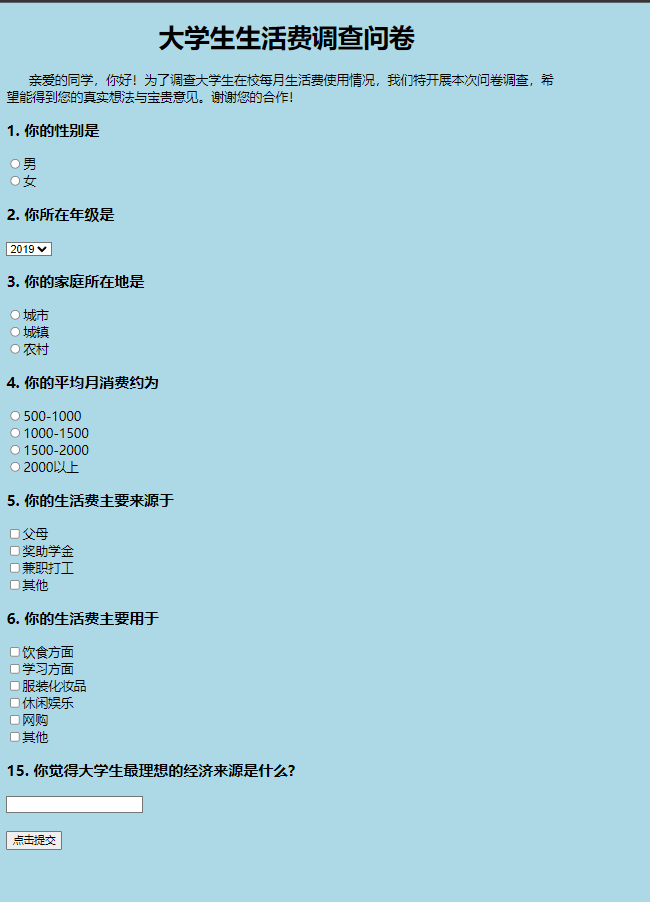 大学生生活费调查问卷
亲爱的同学，你好！为了调查大学生在校每月生活费使用情况，我们特开展本次问卷调查，希
望能得到您的真实想法与宝贵意见。谢谢您的合作！
1. 你的性别是
男
女
2. 你所在年级是
2019
3. 你的家庭所在地是
城市
城镇
农村
4. 你的平均月消费约为
500-1000
1000-1500
1500-2000
2000以上
5. 你的生活费主要来源于
父母
奖助学金
兼职打工
其他
6. 你的生活费主要用于
饮食方面
学习方面
服装化妆品
休闲娱乐
网购
其他
15. 你觉得大学生最理想的经济来源是什么?
点击提交